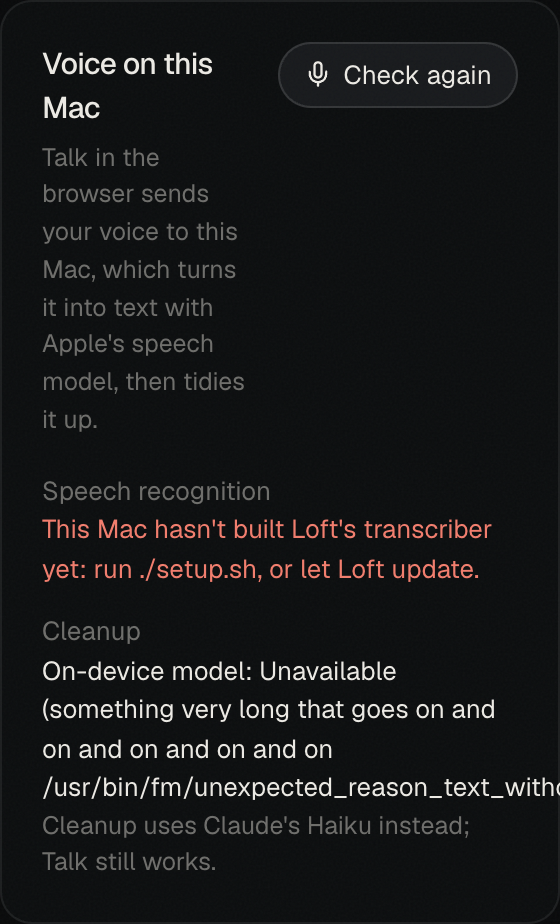 Voice on this
Mac
Check again
Talk in the
browser sends
your voice to this
Mac, which turns
it into text with
Apple's speech
model, then tidies
it up.
Speech recognition
This Mac hasn't built Loft's transcriber
yet: run ./setup.sh, or let Loft update.
Cleanup
On-device model: Unavailable
(something very long that goes on and
on and on and on and on
/usr/bin/fm/unexpected_reason_text_witho
Cleanup uses Claude's Haiku instead;
Talk still works.